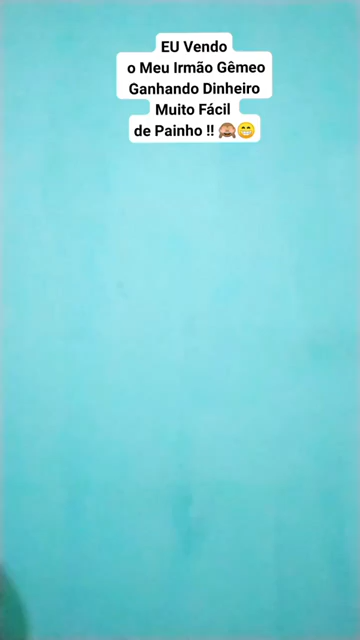 EU Vendo
o Meu Irmão Gêmeo
Ganhando Dinheiro
Muito Fácil
de Painho !! 🙈😁